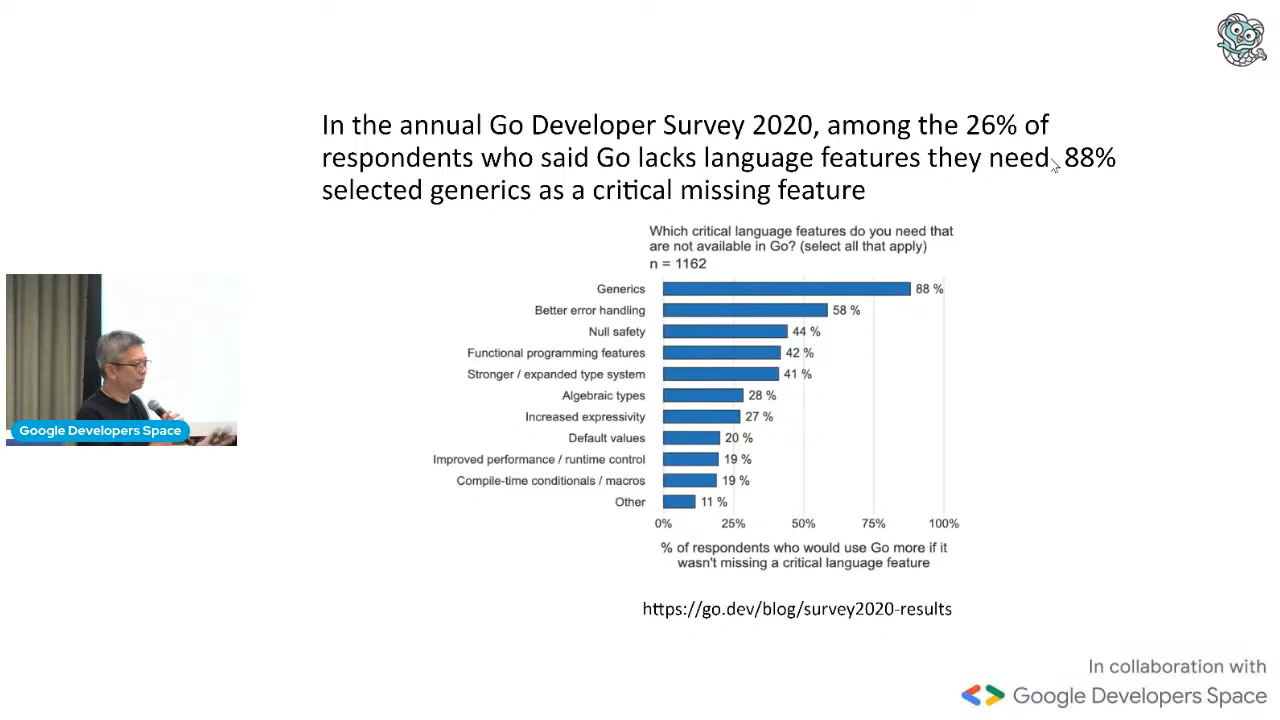 In the annual Go Developer Survey 2020, among the 26% of
respondents who said Go lacks language features they need, 88%
selected generics as a critical missing feature
Which critical language features do you need that
are not available in Go? (select all that apply)
n = 1162
Generics 88 %
Better error handling 58 %
Null safety 44 %
Functional programming features 42 %
Stronger / expanded type system 41 %
Algebraic types 28 %
Increased expressivity 27 %
Default values 20 %
Improved performance / runtime control 19 %
Compile-time conditionals / macros 19 %
Other 11 %
0% 25% 50% 75% 100%
% of respondents who would use Go more if it
wasn't missing a critical language feature
https://go.dev/blog/survey2020-results
Google Developers Space
In collaboration with
Google Developers Space